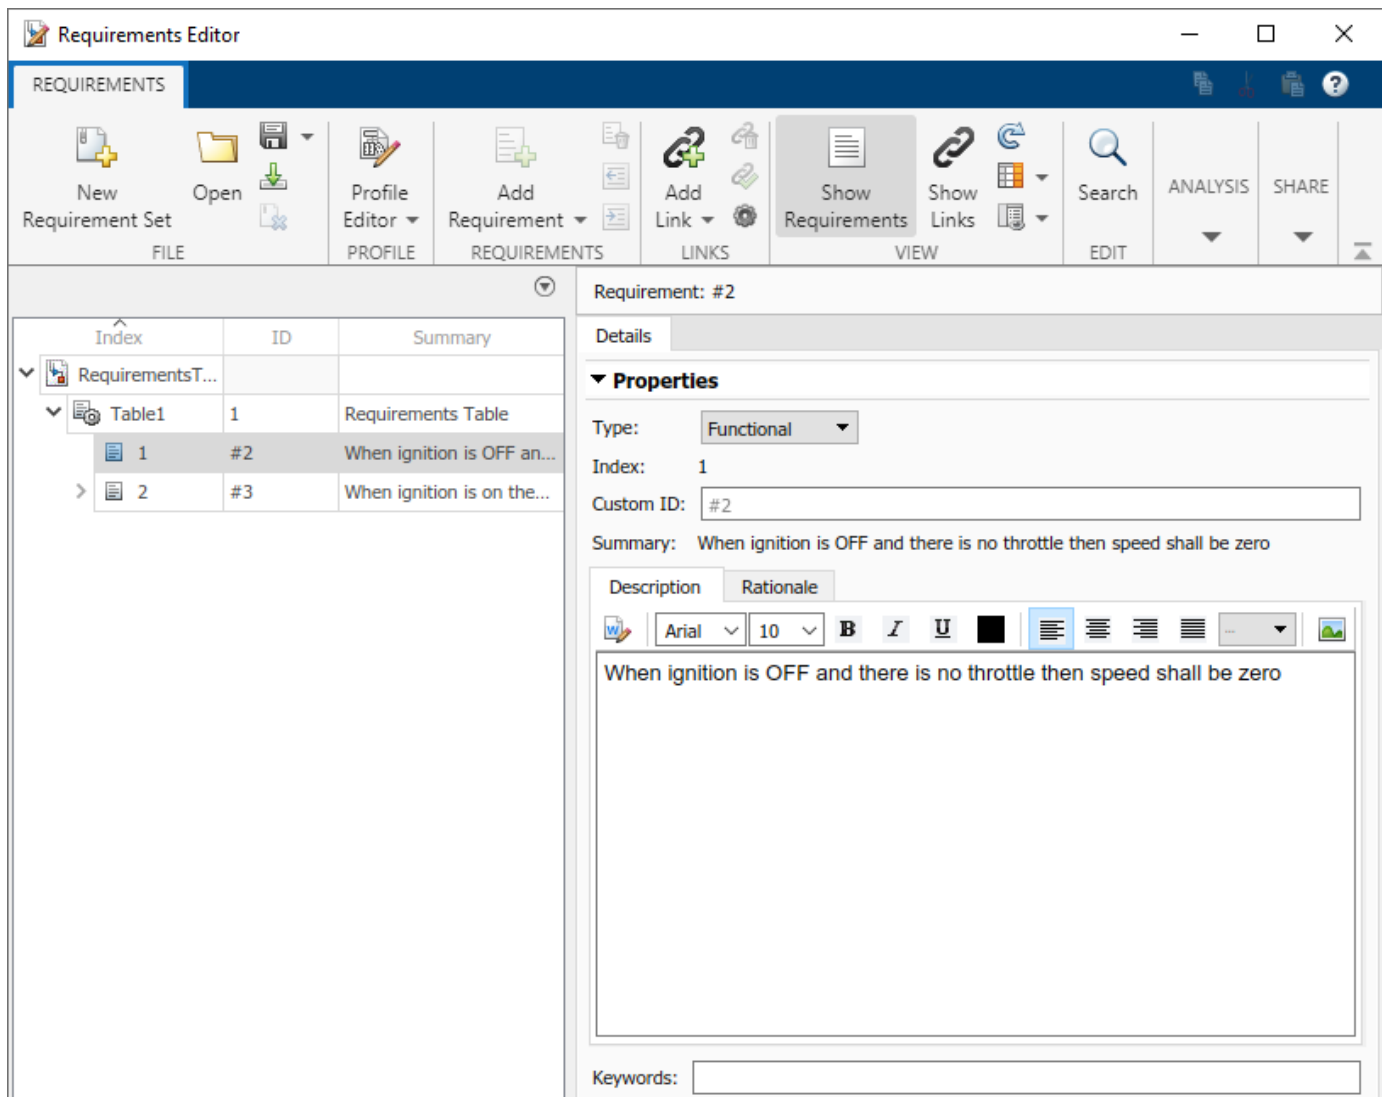 Requirements Editor
REQUIREMENTS
New Requirement Set
Open
Profile Editor
Add Requirement
Add Link
Show Requirements
Show Links
Search
ANALYSIS
SHARE
FILE
PROFILE
REQUIREMENTS
LINKS
VIEW
EDIT
Index ID Summary
RequirementsT...
Table1 1 Requirements Table
1 #2 When ignition is OFF an...
2 #3 When ignition is on the...
Requirement: #2
Details
Properties
Type: Functional
Index: 1
Custom ID: #2
Summary: When ignition is OFF and there is no throttle then speed shall be zero
Description Rationale
Arial 10 B I U ...
When ignition is OFF and there is no throttle then speed shall be zero
Keywords: